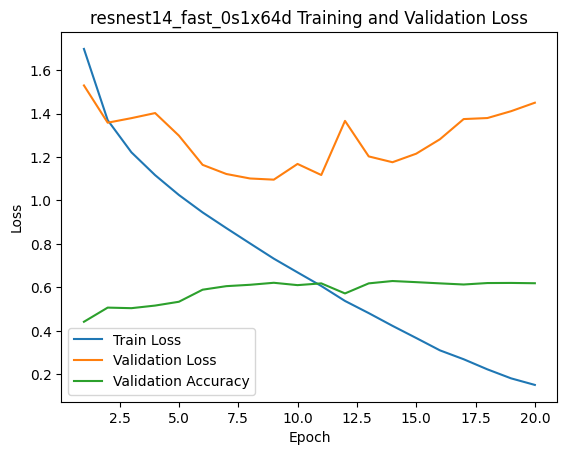 resnest14_fast_0s1x64d Training and Validation Loss
1.6
1.4
1.2
1.0
0.8
0.6
0.4
0.2
Loss
Train Loss
Validation Loss
Validation Accuracy
2.5 5.0 7.5 10.0 12.5 15.0 17.5 20.0
Epoch